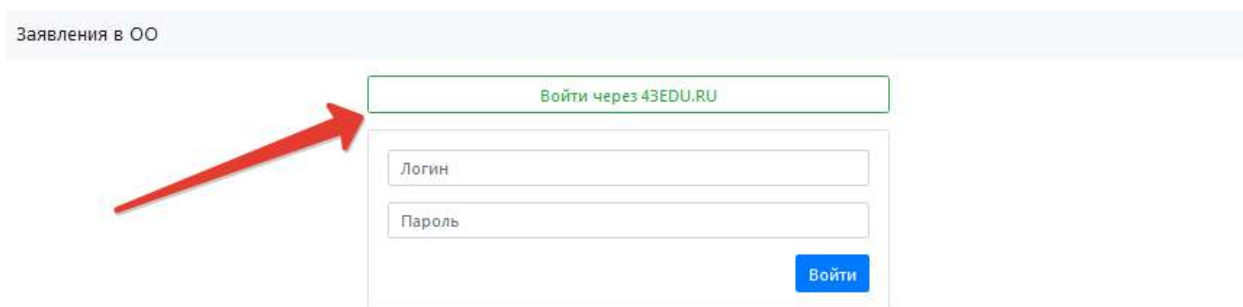 Заявления в ОО
Войти через 43EDU.RU
Логин
Пароль
Войти